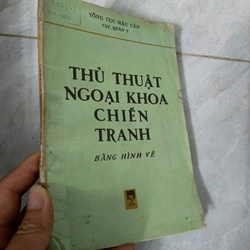 TỔNG CỤC HẬU CẦN
CỤC QUÂN Y
THỦ THUẬT
NGOẠI KHOA
CHIẾN
TRANH
BẰNG HÌNH VẼ